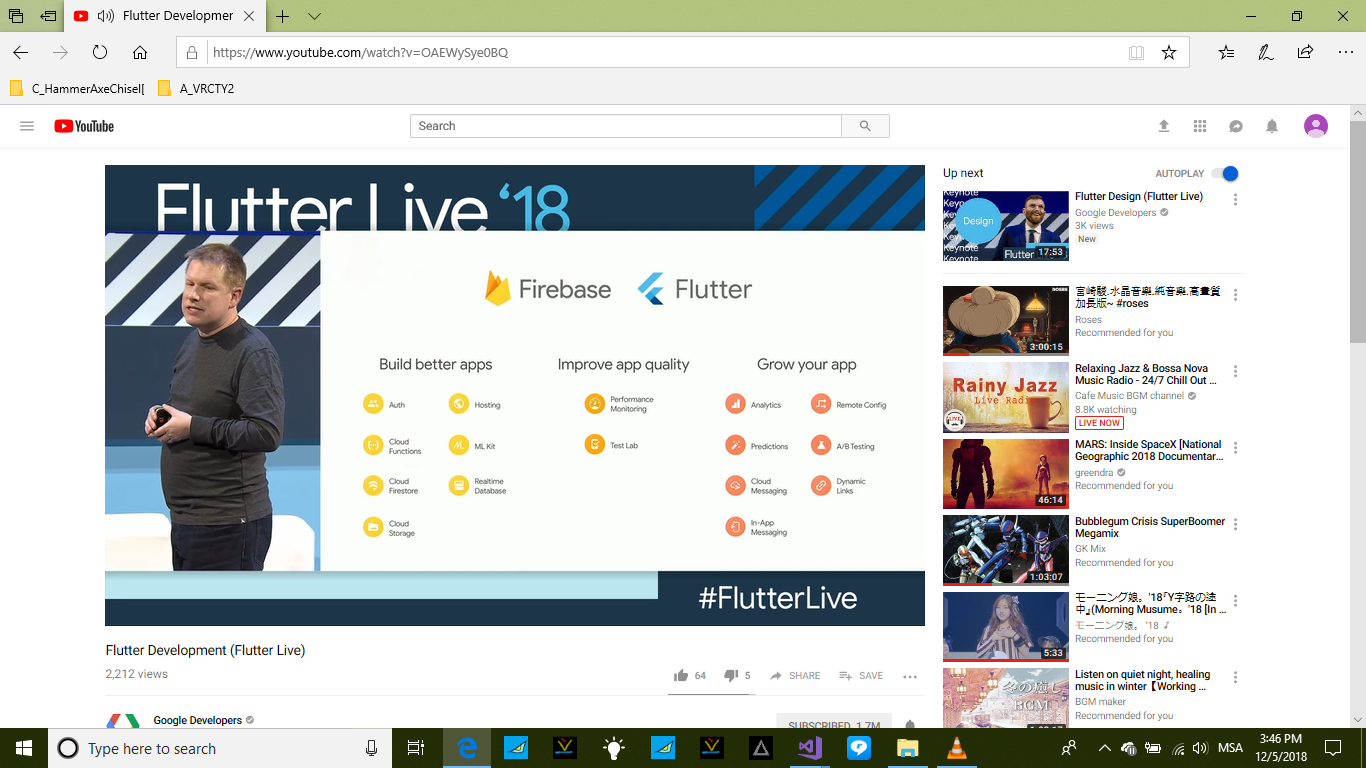 Flutter Developmen
https://www.youtube.com/watch?v=OAEWySye0BQ
C_HammerAxeChisel[
A_VRCTY2
YouTube
Search
Flutter Live '18
Firebase
Flutter
Build better apps
Improve app quality
Grow your app
Auth
Hosting
Performance
Monitoring
Analytics
Remote Config
Cloud
Functions
ML Kit
Test Lab
Predictions
A/B Testing
Cloud
Firestore
Realtime
Database
Cloud
Messaging
Dynamic
Links
Cloud
Storage
In-App
Messaging
#FlutterLive
Flutter Development (Flutter Live)
2,212 views
64
5
SHARE
SAVE
Google Developers
SUBSCRIBED 1.7M
Up next
AUTOPLAY
Keynote
Keynote
Keynote
Keynote
Design
Flutter
17:53
Flutter Design (Flutter Live)
Google Developers
3K views
New
ROSES
3:00:15
宮崎駿.水晶音樂.純音樂.高畫質
加長版~ #roses
Roses
Recommended for you
Rainy Jazz
Live Radio
LIVE
Relaxing Jazz & Bossa Nova
Music Radio - 24/7 Chill Out ...
Cafe Music BGM channel
8.8K watching
LIVE NOW
46:14
MARS: Inside SpaceX [National
Geographic 2018 Documentar...
greendra
Recommended for you
1:03:07
Bubblegum Crisis SuperBoomer
Megamix
GK Mix
Recommended for you
5:33
モーニング娘。'18『Y字路の途
中』(Morning Musume。'18 [In ...
モーニング娘。 '18
Recommended for you
冬の癒し
BGM
Listen on quiet night, healing
music in winter【Working ...
BGM maker
Recommended for you
Type here to search
MSA
3:46 PM
12/5/2018